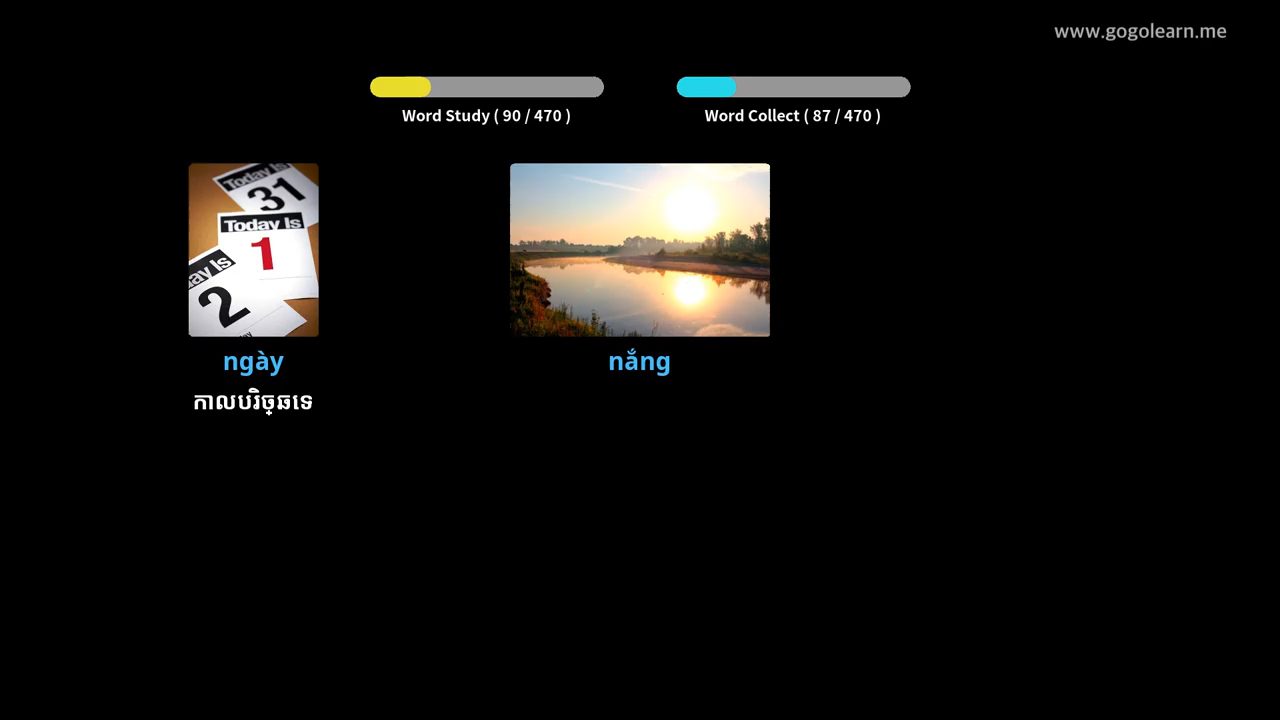 www.gogolearn.me
Word Study ( 90 / 470 )
Word Collect ( 87 / 470 )
Today Is
31
Today Is
1
ay Is
2
ngày
nắng
កាលបរិច្ឆទេ